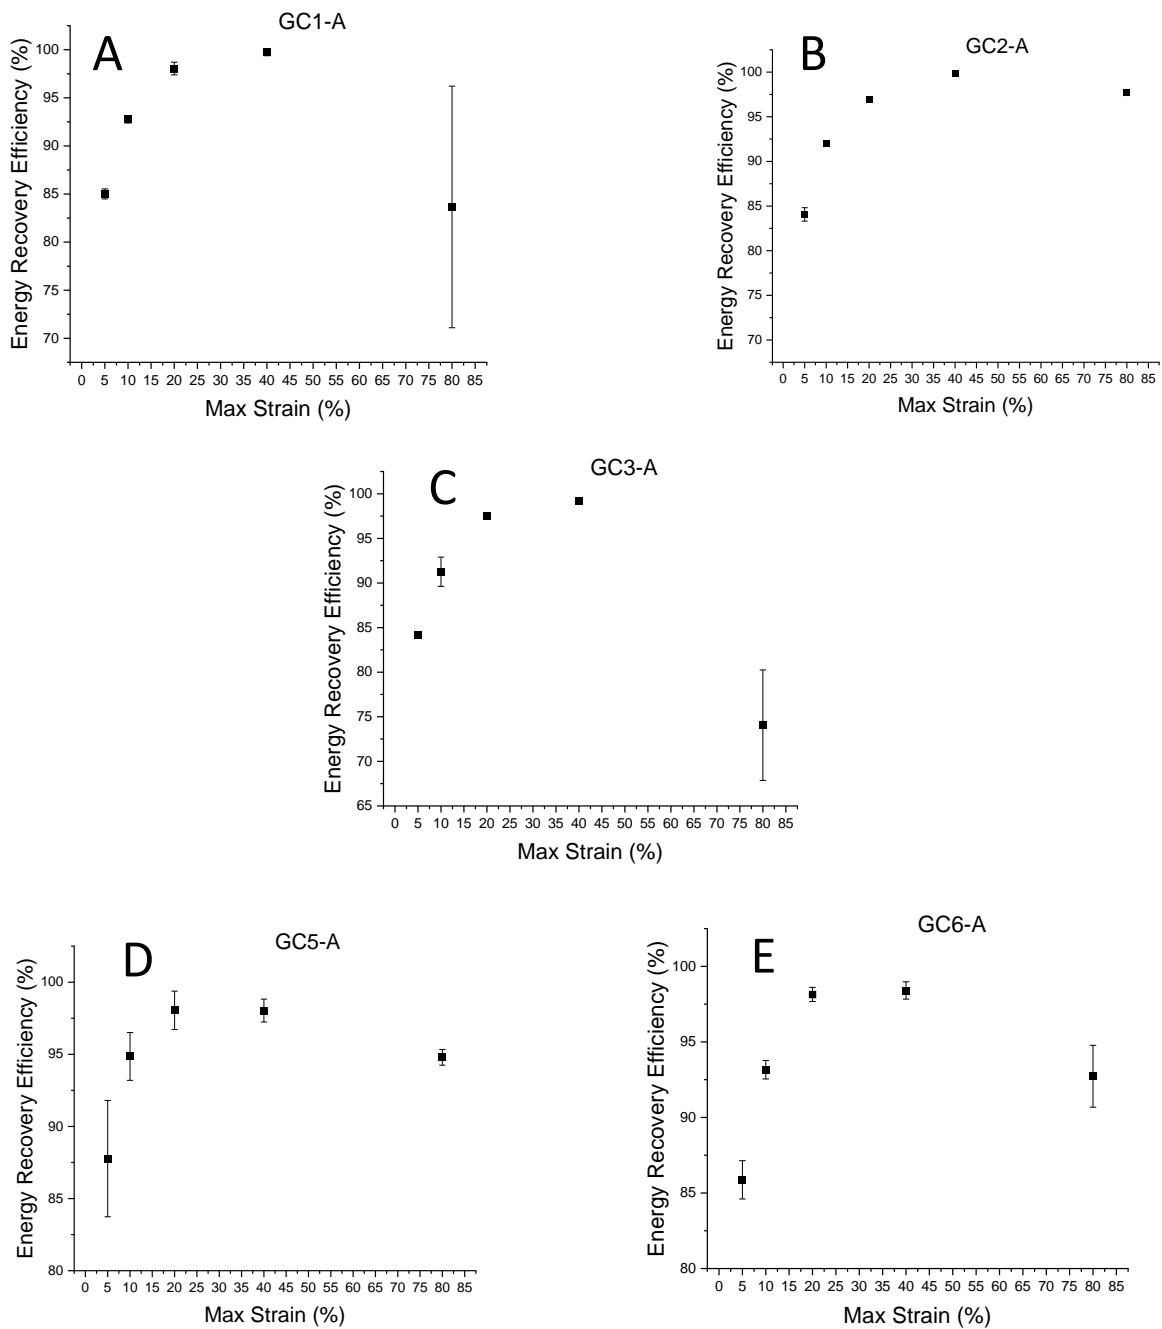 GC1-A
A
Energy Recovery Efficiency (%)
100
95
90
85
80
75
70
0 5 10 15 20 25 30 35 40 45 50 55 60 65 70 75 80 85
Max Strain (%)
GC2-A
B
Energy Recovery Efficiency (%)
100
95
90
85
80
75
70
0 5 10 15 20 25 30 35 40 45 50 55 60 65 70 75 80 85
Max Strain (%)
GC3-A
C
Energy Recovery Efficiency (%)
100
95
90
85
80
75
70
65
0 5 10 15 20 25 30 35 40 45 50 55 60 65 70 75 80 85
Max Strain (%)
GC5-A
D
Energy Recovery Efficiency (%)
100
95
90
85
80
0 5 10 15 20 25 30 35 40 45 50 55 60 65 70 75 80 85
Max Strain (%)
GC6-A
E
Energy Recovery Efficiency (%)
100
95
90
85
80
0 5 10 15 20 25 30 35 40 45 50 55 60 65 70 75 80 85
Max Strain (%)